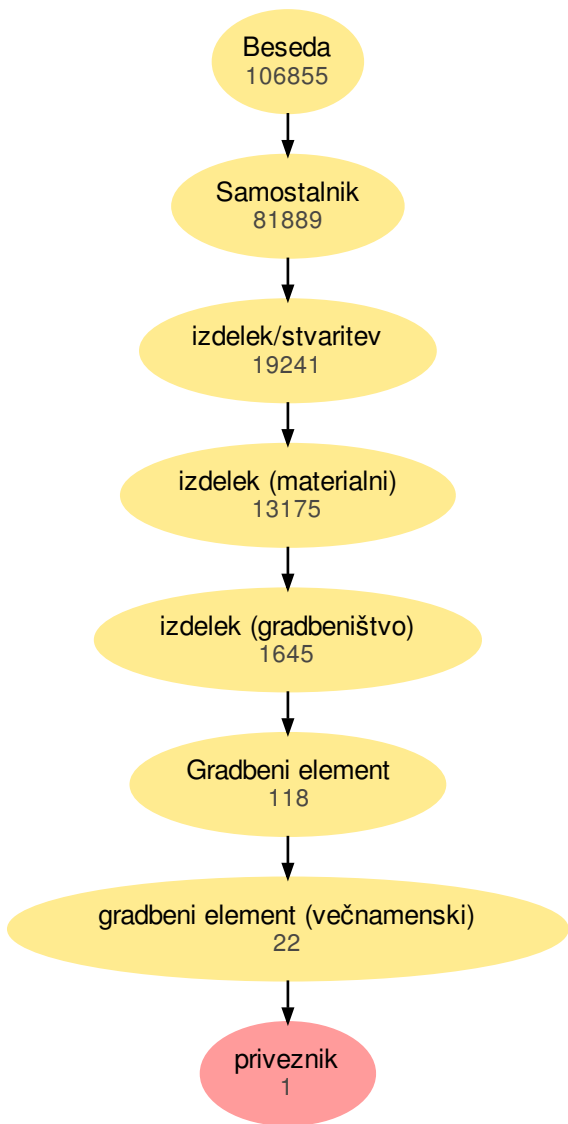 Beseda
106855
Samostalnik
81889
izdelek/stvaritev
19241
izdelek (materialni)
13175
izdelek (gradbeništvo)
1645
Gradbeni element
118
gradbeni element (večnamenski)
22
priveznik
1